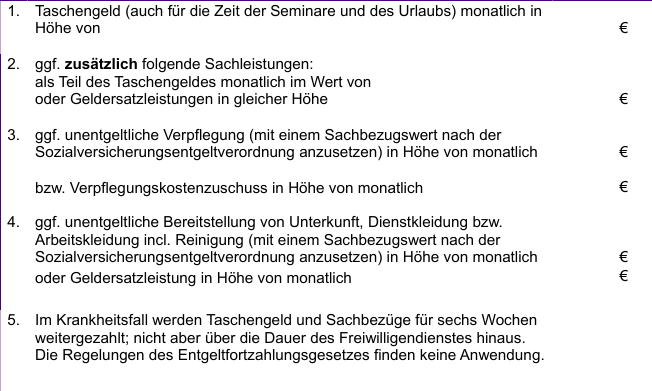 1. Taschengeld (auch für die Zeit der Seminare und des Urlaubs) monatlich in
Höhe von €
2. ggf. zusätzlich folgende Sachleistungen:
als Teil des Taschengeldes monatlich im Wert von
oder Geldersatzleistungen in gleicher Höhe €
3. ggf. unentgeltliche Verpflegung (mit einem Sachbezugswert nach der
Sozialversicherungsentgeltverordnung anzusetzen) in Höhe von monatlich €
bzw. Verpflegungskostenzuschuss in Höhe von monatlich €
4. ggf. unentgeltliche Bereitstellung von Unterkunft, Dienstkleidung bzw.
Arbeitskleidung incl. Reinigung (mit einem Sachbezugswert nach der
Sozialversicherungsentgeltverordnung anzusetzen) in Höhe von monatlich €
oder Geldersatzleistung in Höhe von monatlich €
5. Im Krankheitsfall werden Taschengeld und Sachbezüge für sechs Wochen
weitergezahlt; nicht aber über die Dauer des Freiwilligendienstes hinaus.
Die Regelungen des Entgeltfortzahlungsgesetzes finden keine Anwendung.